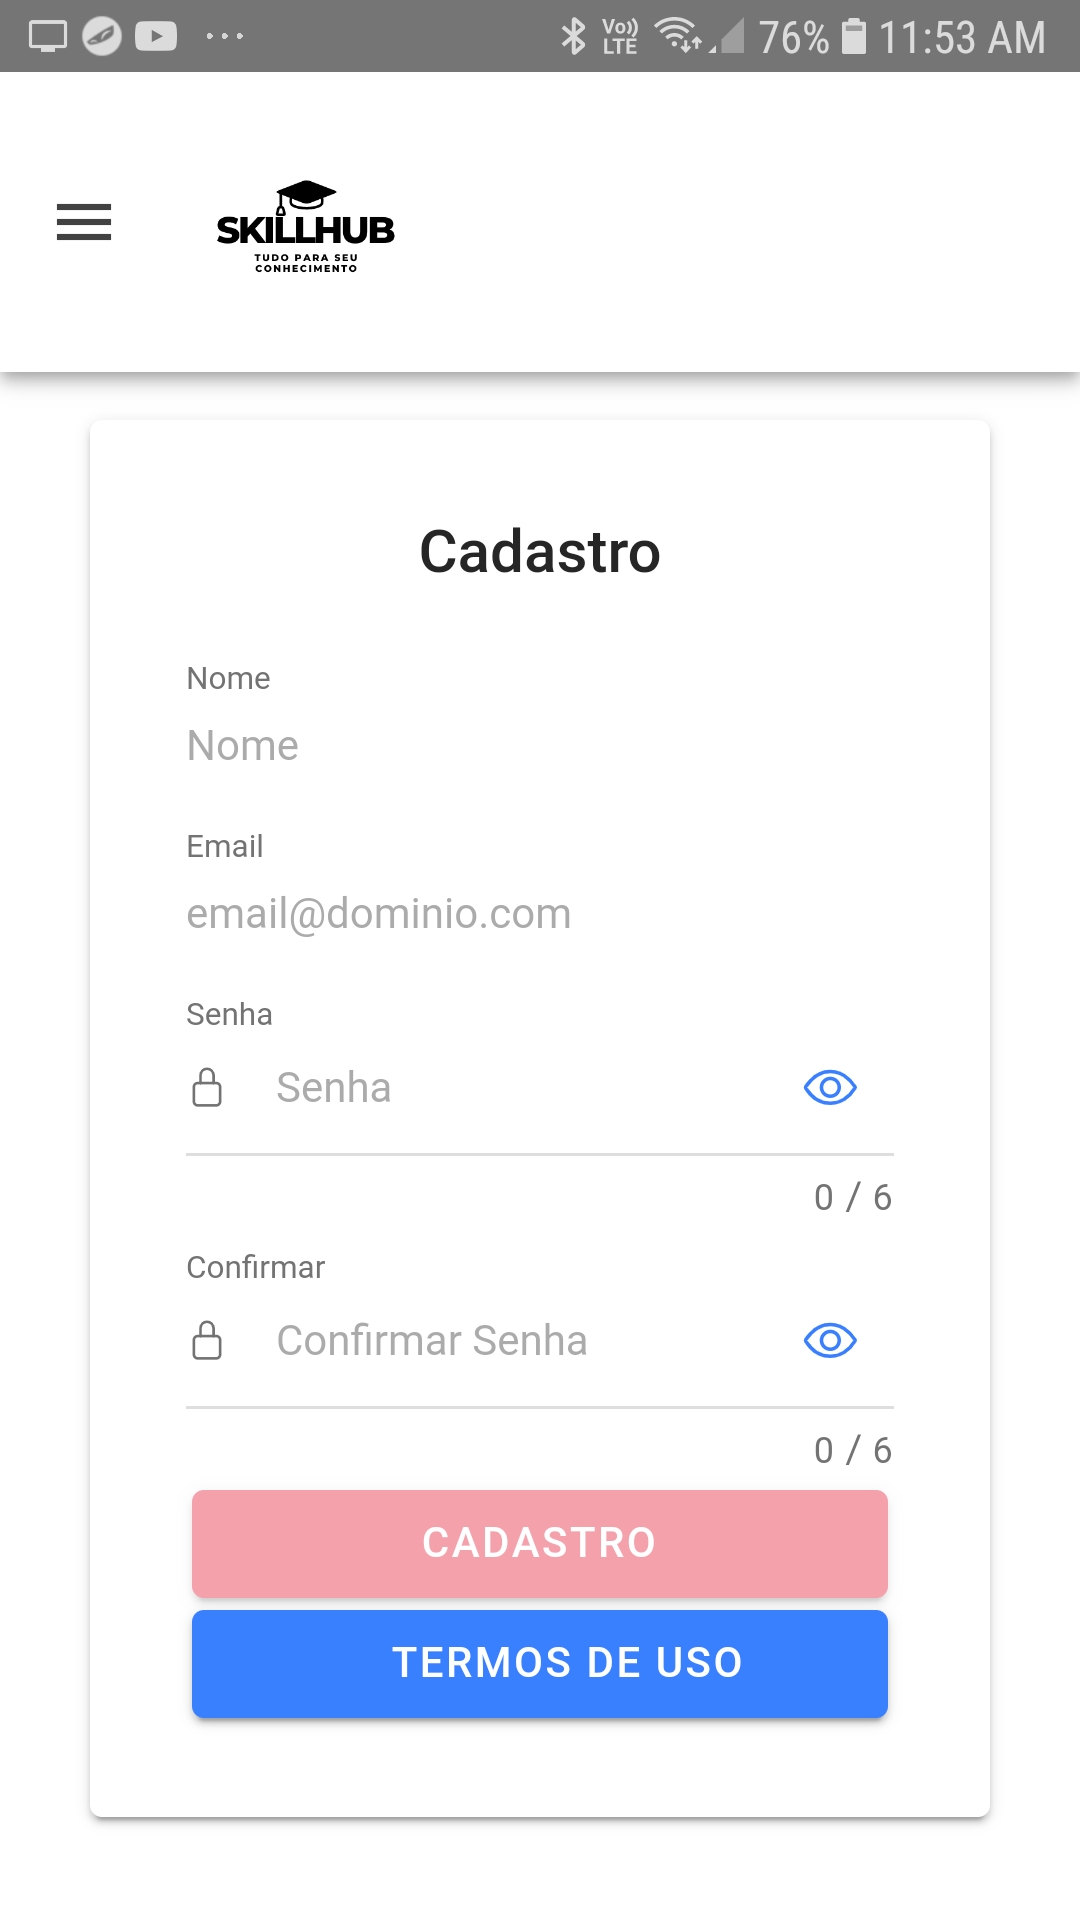 Vo)) LTE 76% 11:53 AM
SKILLHUB
TUDO PARA SEU
CONHECIMENTO
Cadastro
Nome
Nome
Email
email@dominio.com
Senha
Senha
0 / 6
Confirmar
Confirmar Senha
0 / 6
CADASTRO
TERMOS DE USO